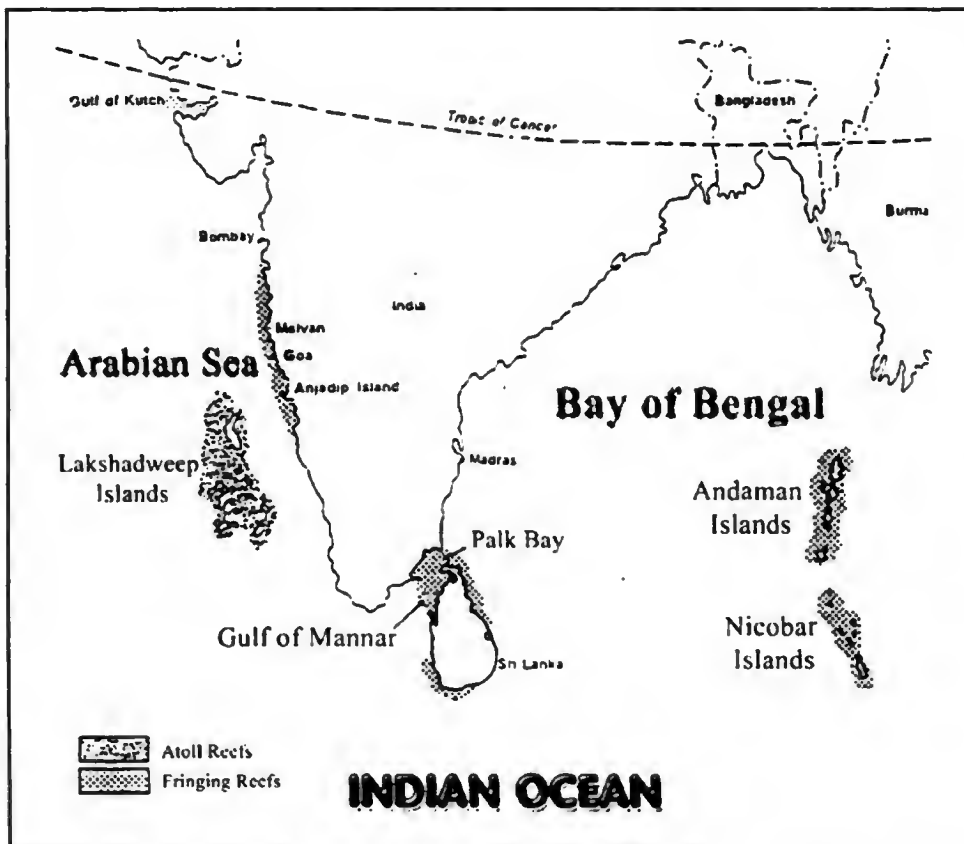 Gulf of Kutch
Tropic of Cancer
Bangladesh
Burma
Bombay
India
Malvan
Goa
Anjadip Island
Arabian Sea
Bay of Bengal
Lakshadweep
Islands
Madras
Andaman
Islands
Palk Bay
Gulf of Mannar
Nicobar
Islands
Sri Lanka
Atoll Reefs
Fringing Reefs
INDIAN OCEAN